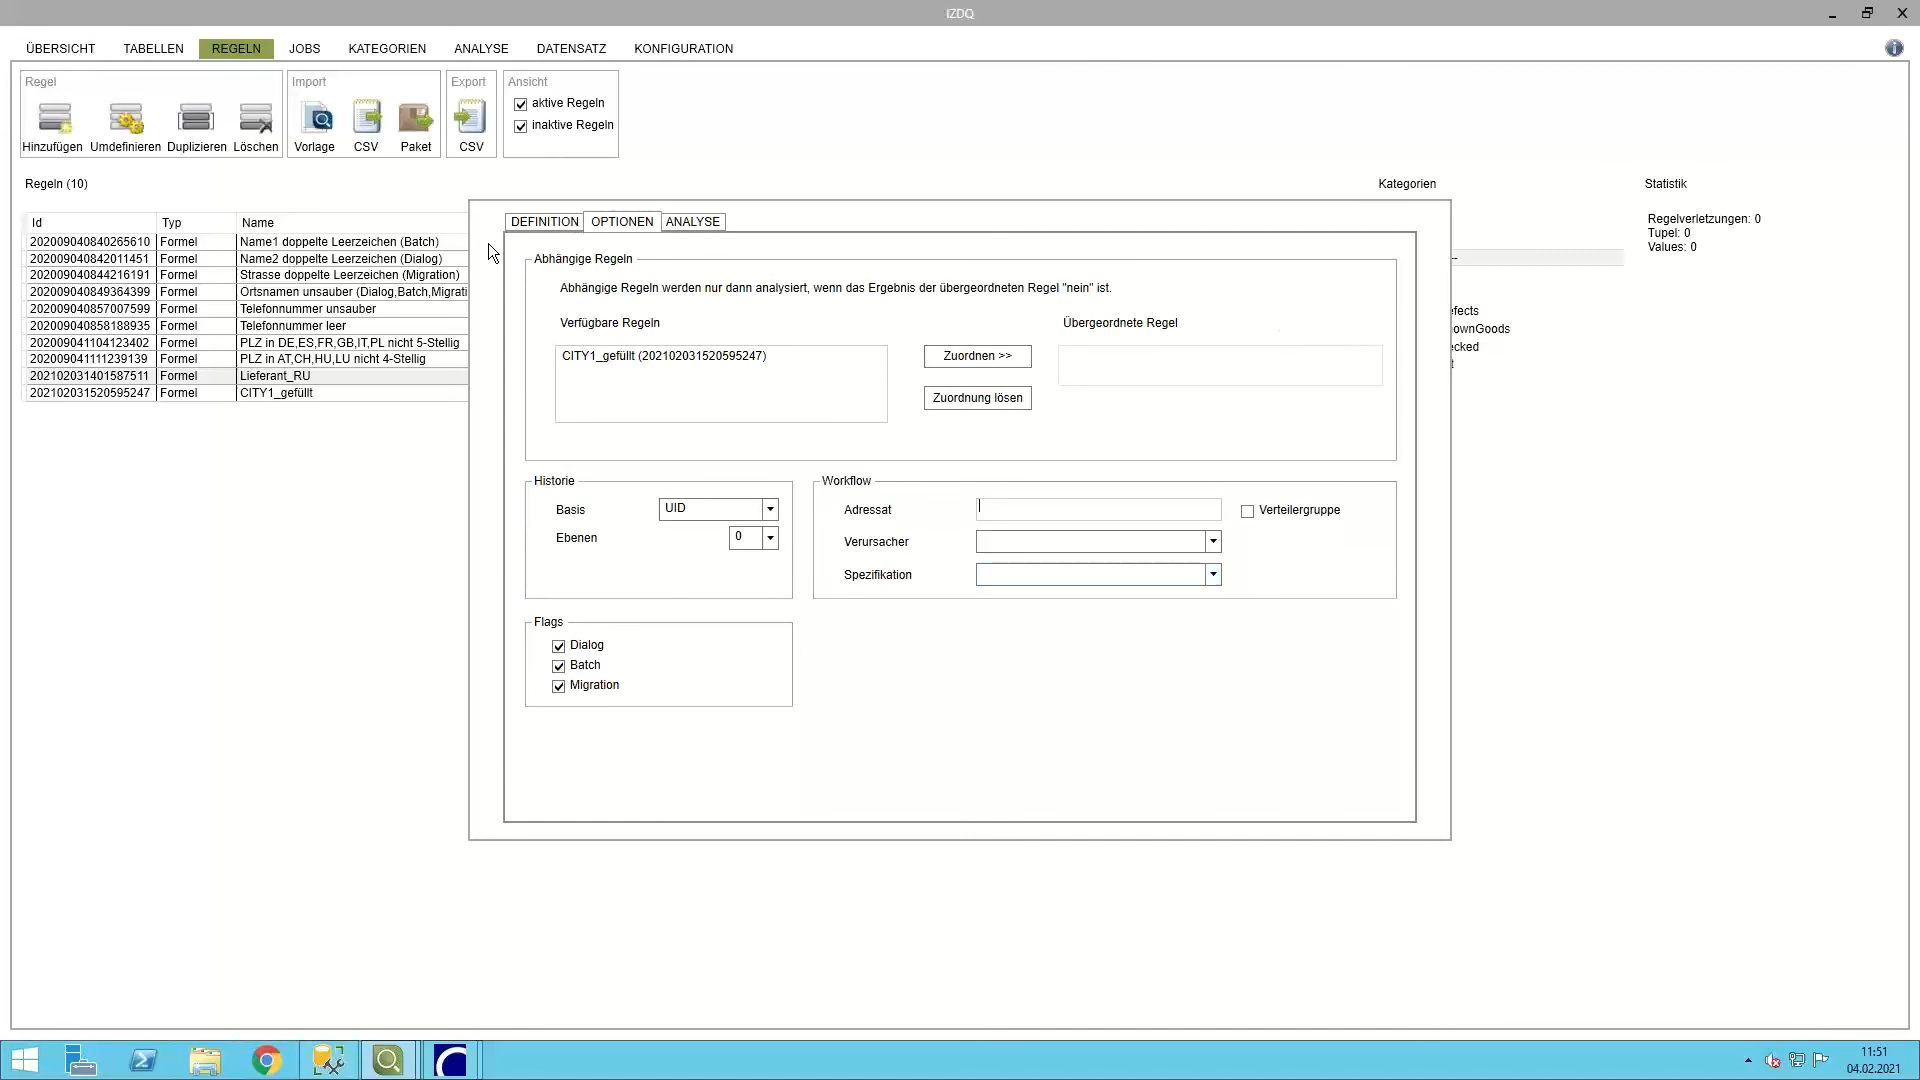 IZDQ
ÜBERSICHT TABELLEN REGELN JOBS KATEGORIEN ANALYSE DATENSATZ KONFIGURATION
Regel Import Export Ansicht
aktive Regeln
inaktive Regeln
Hinzufügen Umdefinieren Duplizieren Löschen Vorlage CSV Paket CSV
Regeln (10) Kategorien Statistik
Id Typ Name
202009040840265610 Formel Name1 doppelte Leerzeichen (Batch)
202009040842011451 Formel Name2 doppelte Leerzeichen (Dialog)
202009040844216191 Formel Strasse doppelte Leerzeichen (Migration)
202009040849364399 Formel Ortsnamen unsauber (Dialog,Batch,Migrati
202009040857007599 Formel Telefonnummer unsauber
202009040858188935 Formel Telefonnummer leer
202009041104123402 Formel PLZ in DE,ES,FR,GB,IT,PL nicht 5-Stellig
202009041111239139 Formel PLZ in AT,CH,HU,LU nicht 4-Stellig
202102031401587511 Formel Lieferant_RU
202102031520595247 Formel CITY1_gefüllt
DEFINITION OPTIONEN ANALYSE
Abhängige Regeln
Abhängige Regeln werden nur dann analysiert, wenn das Ergebnis der übergeordneten Regel "nein" ist.
Verfügbare Regeln Übergeordnete Regel
CITY1_gefüllt (202102031520595247) Zuordnen >>
Zuordnung lösen
Historie
Basis UID
Ebenen 0
Workflow
Adressat Verteilergruppe
Verursacher
Spezifikation
Flags
Dialog
Batch
Migration
Regelverletzungen: 0
Tupel: 0
Values: 0
efects
ownGoods
ecked
11:51
04.02.2021